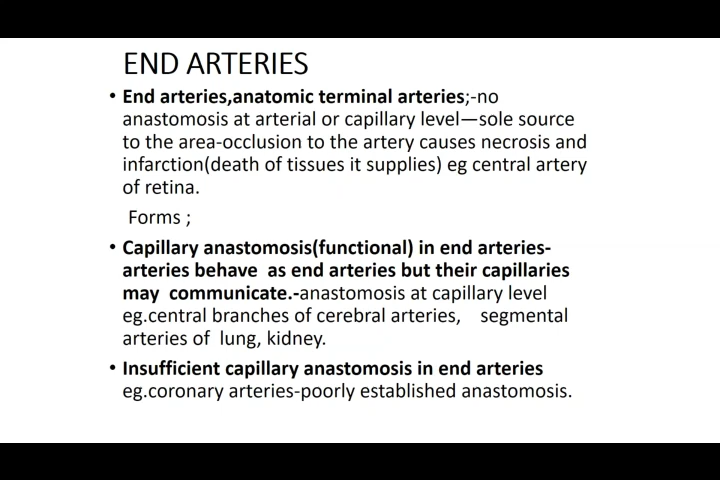 END ARTERIES
• End arteries,anatomic terminal arteries;-no
anastomosis at arterial or capillary level—sole source
to the area-occlusion to the artery causes necrosis and
infarction(death of tissues it supplies) eg central artery
of retina.
Forms ;
• Capillary anastomosis(functional) in end arteries-
arteries behave as end arteries but their capillaries
may communicate.-anastomosis at capillary level
eg.central branches of cerebral arteries, segmental
arteries of lung, kidney.
• Insufficient capillary anastomosis in end arteries
eg.coronary arteries-poorly established anastomosis.